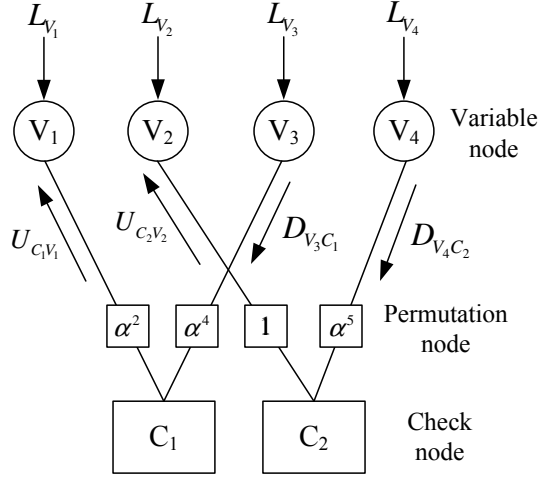 L_{V_1} L_{V_2} L_{V_3} L_{V_4}
V_1 V_2 V_3 V_4
Variable
node
U_{C_1V_1} U_{C_2V_2} D_{V_3C_1} D_{V_4C_2}
α^2 α^4 1 α^5
Permutation
node
C_1 C_2
Check
node